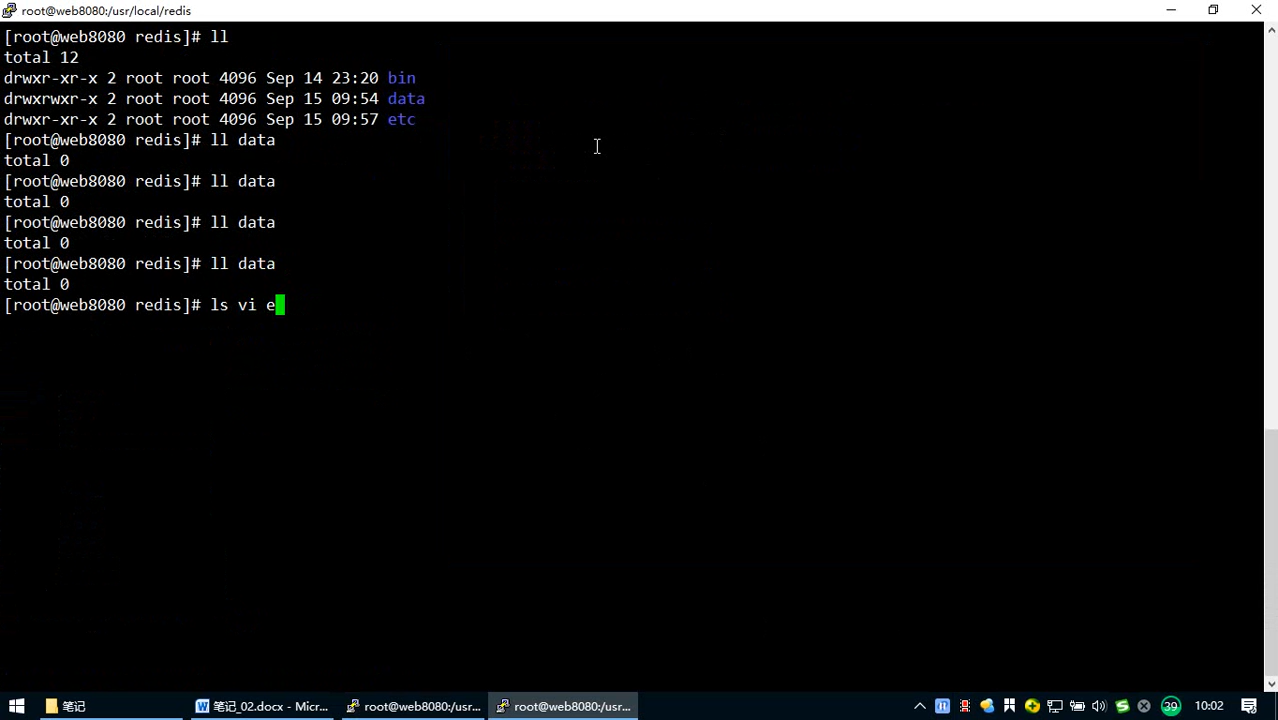 root@web8080:/usr/local/redis
[root@web8080 redis]# ll
total 12
drwxr-xr-x 2 root root 4096 Sep 14 23:20 bin
drwxrwxr-x 2 root root 4096 Sep 15 09:54 data
drwxr-xr-x 2 root root 4096 Sep 15 09:57 etc
[root@web8080 redis]# ll data
total 0
[root@web8080 redis]# ll data
total 0
[root@web8080 redis]# ll data
total 0
[root@web8080 redis]# ll data
total 0
[root@web8080 redis]# ls vi e
笔记
笔记_02.docx - Micr...
root@web8080:/usr...
root@web8080:/usr...
39
10:02